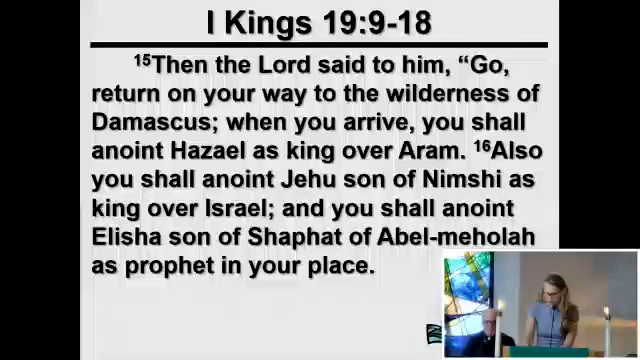 I Kings 19:9-18
15Then the Lord said to him, “Go,
return on your way to the wilderness of
Damascus; when you arrive, you shall
anoint Hazael as king over Aram. 16Also
you shall anoint Jehu son of Nimshi as
king over Israel; and you shall anoint
Elisha son of Shaphat of Abel-meholah
as prophet in your place.